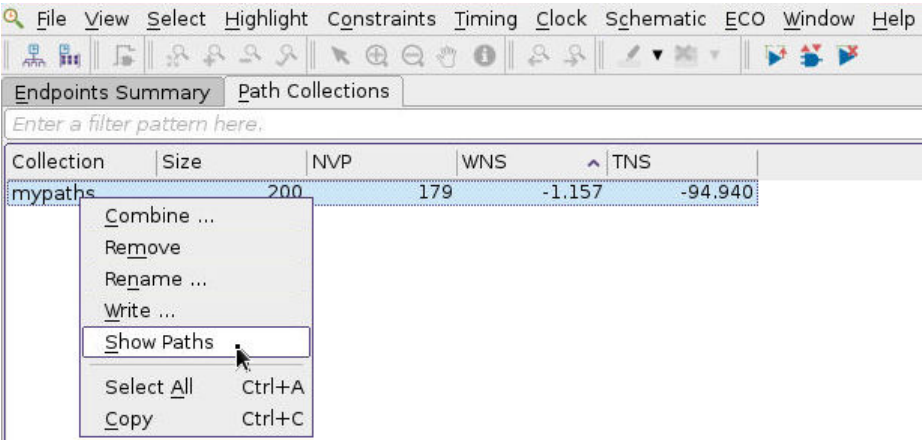 File View Select Highlight Constraints Timing Clock Schematic ECO Window Help
Endpoints Summary Path Collections
Enter a filter pattern here.
Collection Size NVP WNS TNS
mypaths 200 179 -1.157 -94.940
Combine ...
Remove
Rename ...
Write ...
Show Paths
Select All Ctrl+A
Copy Ctrl+C